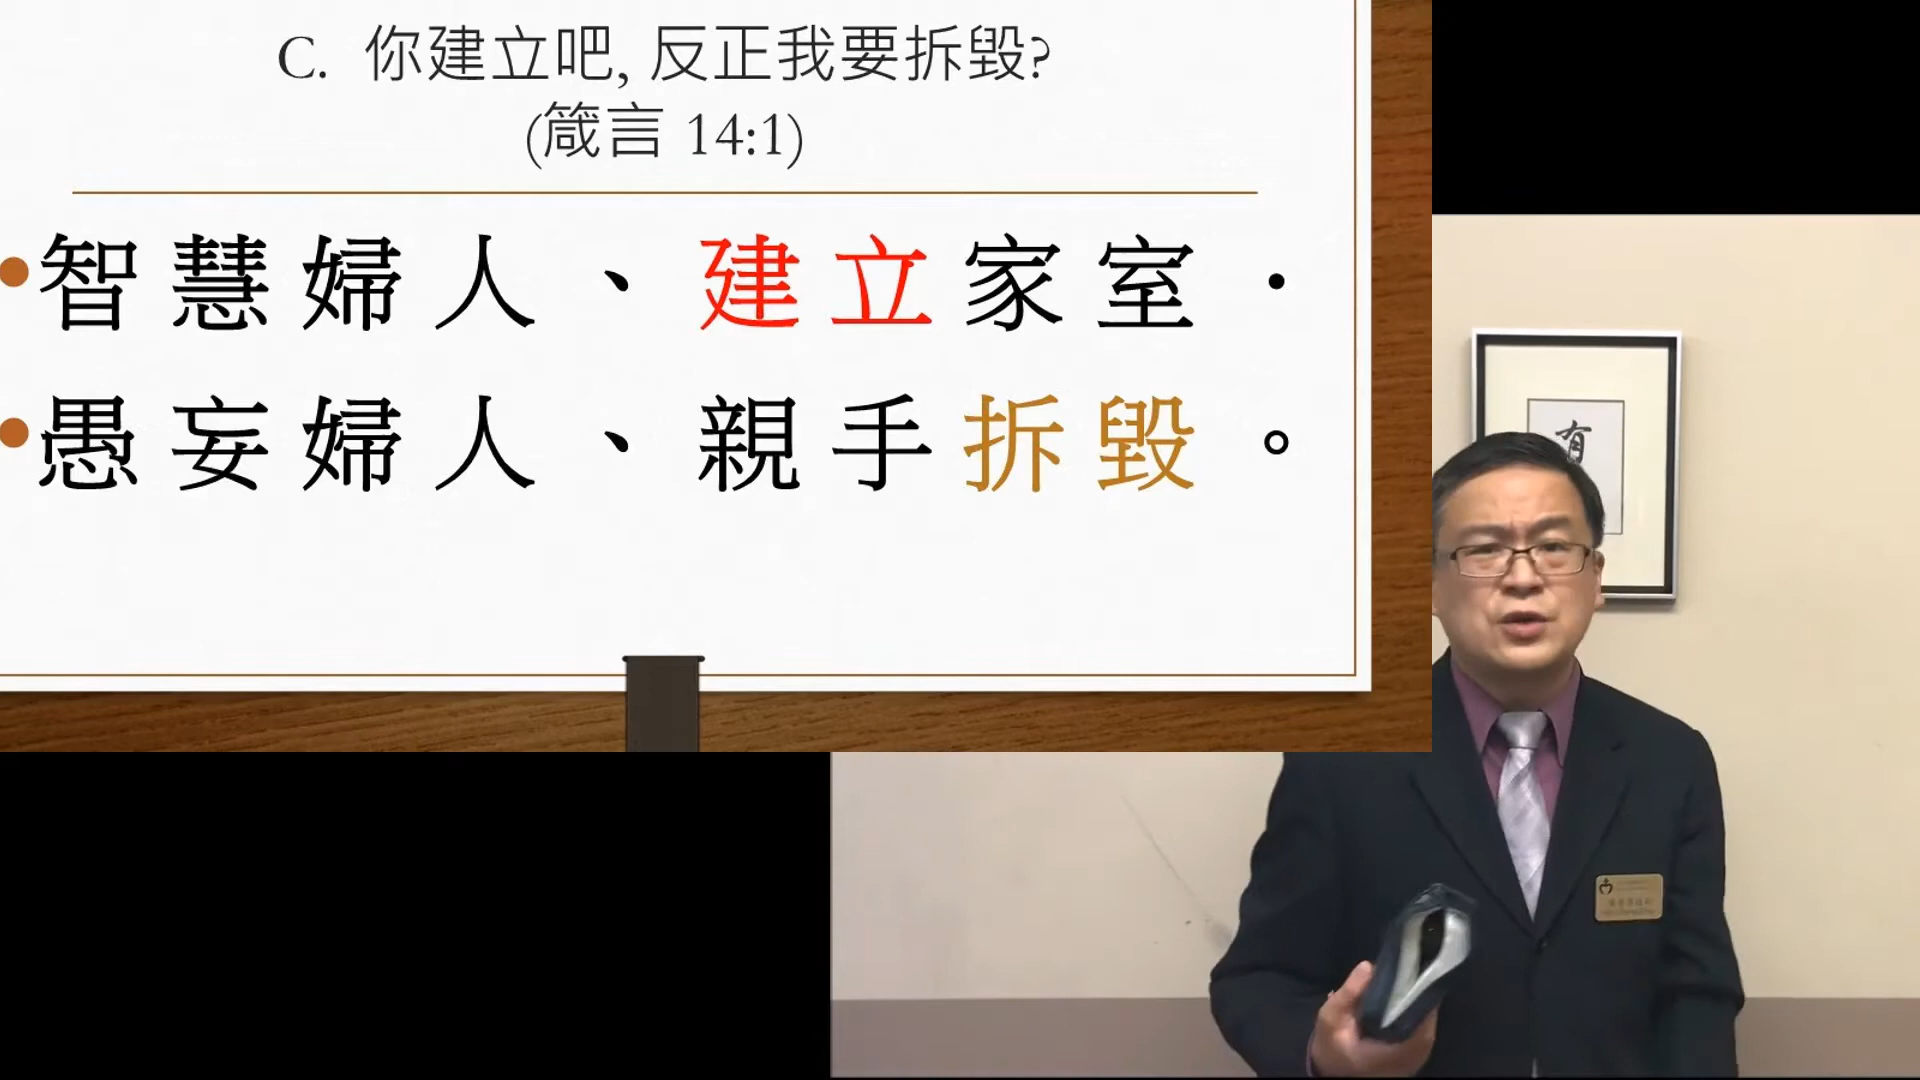 C. 你建立吧, 反正我要拆毀?
(箴言 14:1)
•智慧婦人、建立家室．
•愚妄婦人、親手拆毀。
有